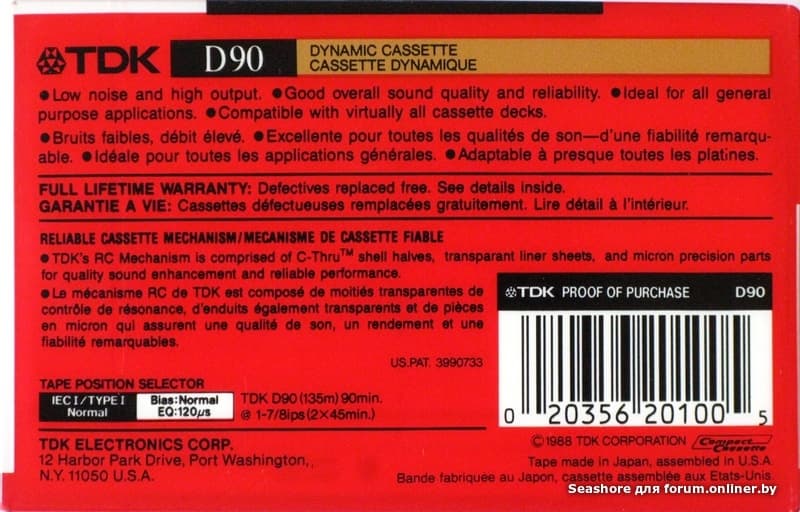 TDK D90 DYNAMIC CASSETTE
CASSETTE DYNAMIQUE
●Low noise and high output. ●Good overall sound quality and reliability. ●Ideal for all general
purpose applications. ●Compatible with virtually all cassette decks.
●Bruits faibles, débit élevé. ●Excellente pour toutes les qualités de son—d'une fiabilité remarqu-
able. ●Idéale pour toutes les applications générales. ●Adaptable à presque toutes les platines.
FULL LIFETIME WARRANTY: Defectives replaced free. See details inside.
GARANTIE A VIE: Cassettes défectueuses remplacées gratuitement. Lire détail à l'intérieur.
RELIABLE CASSETTE MECHANISM/MECANISME DE CASSETTE FIABLE
●TDK's RC Mechanism is comprised of C-Thru™ shell halves, transparant liner sheets, and micron precision parts
for quality sound enhancement and reliable performance.
●Le mécanisme RC de TDK est composé de moitiés transparentes de
contrôle de résonance, d'enduits également transparents et de pièces
en micron qui assurent une qualité de son, un rendement et une
fiabilité remarquables.
US.PAT. 3990733
TDK PROOF OF PURCHASE D90
0 20356 20100 5
TAPE POSITION SELECTOR
IEC I/TYPE I
Normal
Bias:Normal
EQ:120μs
TDK D90 (135m) 90min.
@ 1-7/8ips (2×45min.)
TDK ELECTRONICS CORP.
12 Harbor Park Drive, Port Washington,
N.Y. 11050 U.S.A.
©1988 TDK CORPORATION Compact Cassette
Tape made in Japan, assembled in U.S.A.
Bande fabriquée au Japon, cassette assemblée aux Etats-Unis
Seashore для forum.onliner.by